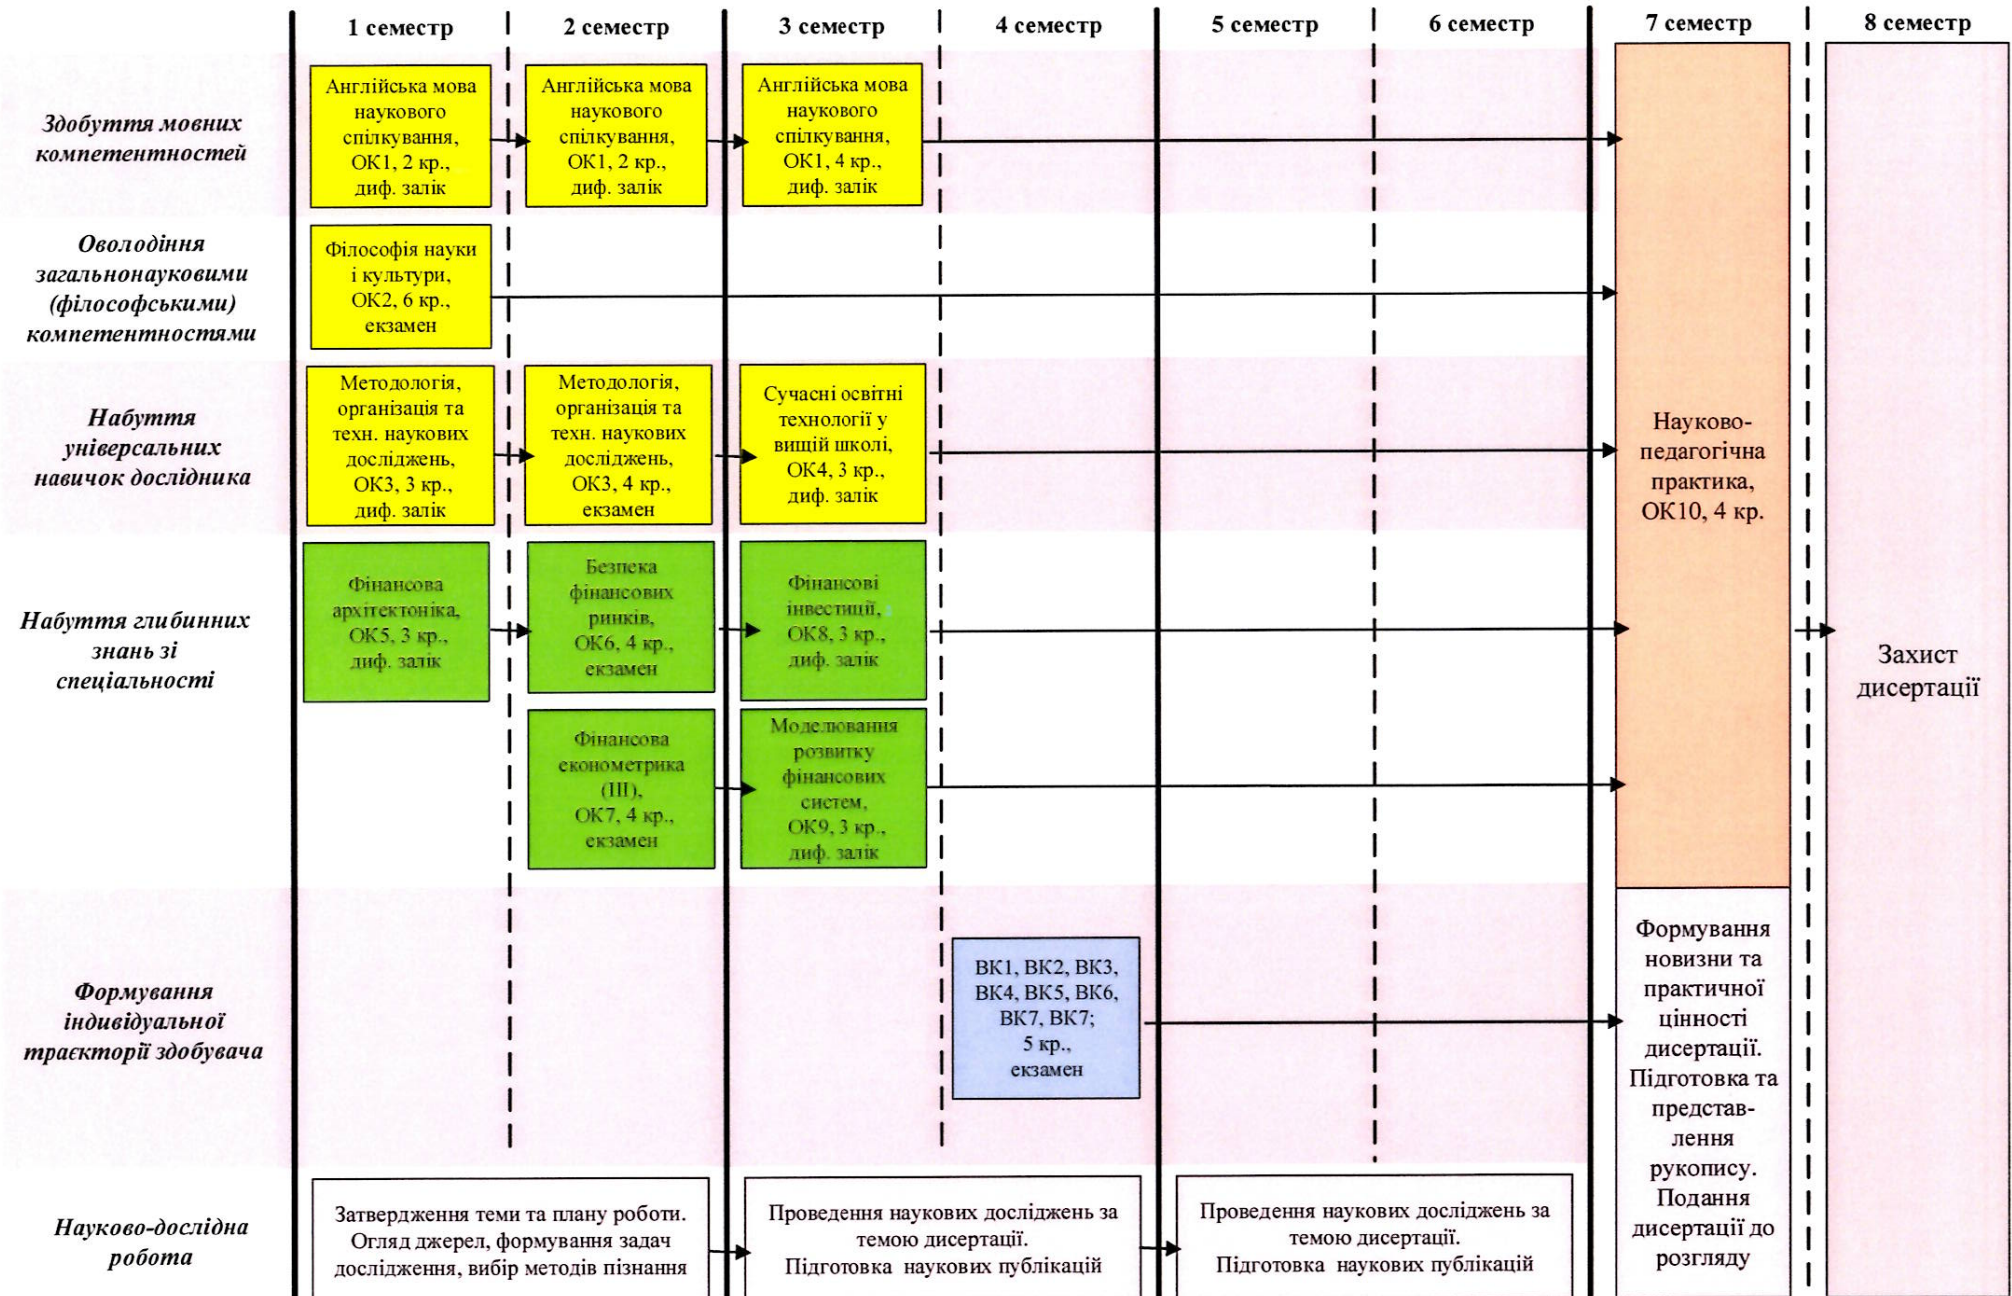 1 семестр
2 семестр
3 семестр
4 семестр
5 семестр
6 семестр
7 семестр
8 семестр
Здобуття мовних
компетентностей
Англійська мова
наукового
спілкування,
ОК1, 2 кр.,
диф. залік
Англійська мова
наукового
спілкування,
ОК1, 2 кр.,
диф. залік
Англійська мова
наукового
спілкування,
ОК1, 4 кр.,
диф. залік
Оволодіння
загальнонауковими
(філософськими)
компетентностями
Філософія науки
і культури,
ОК2, 6 кр.,
екзамен
Набуття
універсальних
навичок дослідника
Методологія,
організація та
техн. наукових
досліджень,
ОК3, 3 кр.,
диф. залік
Методологія,
організація та
техн. наукових
досліджень,
ОК3, 4 кр.,
екзамен
Сучасні освітні
технології у
вищій школі,
ОК4, 3 кр.,
диф. залік
Науково-
педагогічна
практика,
ОК10, 4 кр.
Набуття глибинних
знань зі
спеціальності
Фінансова
архітектоніка,
ОК5, 3 кр.,
диф. залік
Безпека
фінансових
ринків,
ОК6, 4 кр.,
екзамен
Фінансові
інвестиції,
ОК8, 3 кр.,
диф. залік
Захист
дисертації
Фінансова
економетрика
(ІІІ),
ОК7, 4 кр.,
екзамен
Моделювання
розвитку
фінансових
систем,
ОК9, 3 кр.,
диф. залік
Формування
індивідуальної
траєкторії здобувача
ВК1, ВК2, ВК3,
ВК4, ВК5, ВК6,
ВК7, ВК7;
5 кр.,
екзамен
Формування
новизни та
практичної
цінності
дисертації.
Підготовка та
представ-
лення
рукопису.
Подання
дисертації до
розгляду
Науково-дослідна
робота
Затвердження теми та плану роботи.
Огляд джерел, формування задач
дослідження, вибір методів пізнання
Проведення наукових досліджень за
темою дисертації.
Підготовка наукових публікацій
Проведення наукових досліджень за
темою дисертації.
Підготовка наукових публікацій